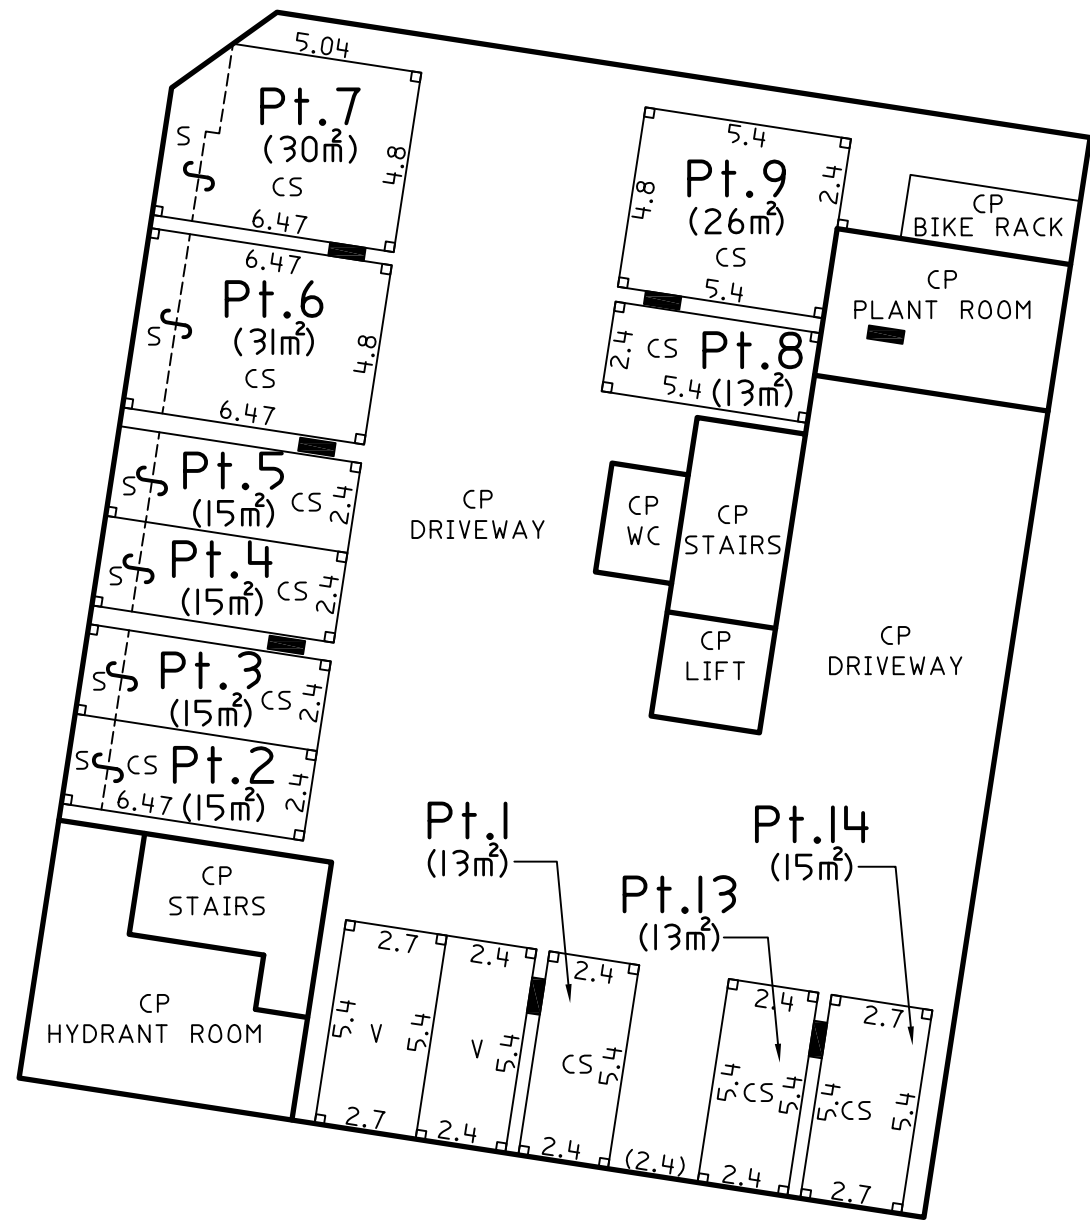 5.04
Pt.7
(30m²)
4.8
S
CS
6.47
6.47
Pt.6
(31m²)
4.8
S
CS
6.47
Pt.5
(15m²)
CS
2.4
S
Pt.4
(15m²)
CS
2.4
S
Pt.3
(15m²)
CS
2.4
S
Pt.2
(15m²)
CS
2.4
S
6.47
5.4
Pt.9
(26m²)
4.8
2.4
CS
5.4
CP
BIKE RACK
CP
PLANT ROOM
2.4
CS
Pt.8
(13m²)
5.4
CP
DRIVEWAY
CP
WC
CP
STAIRS
CP
LIFT
CP
DRIVEWAY
CP
STAIRS
CP
HYDRANT ROOM
Pt.1
(13m²)
Pt.13
(13m²)
Pt.14
(15m²)
2.7
2.4
2.4
2.4
2.7
5.4
V
5.4
V
5.4
CS
5.4
5.4
CS
5.4
5.4
CS
5.4
2.7
2.4
2.4
(2.4)
2.4
2.7